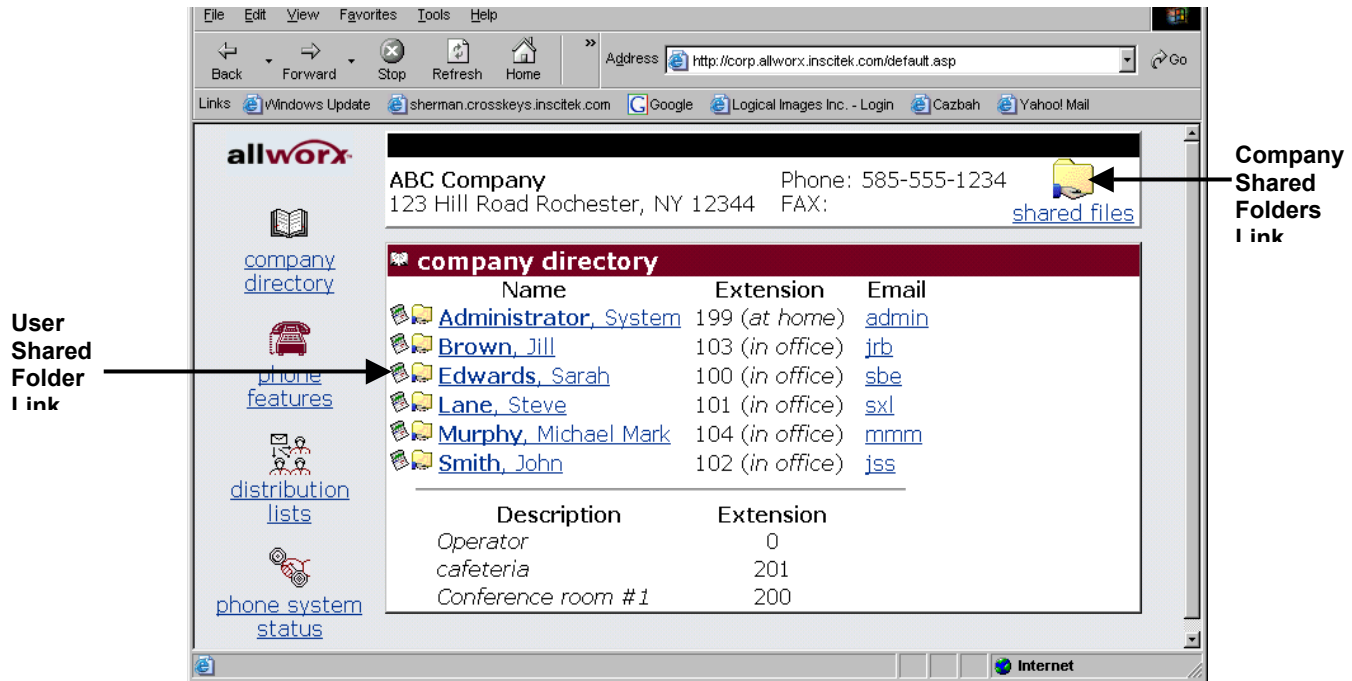 File Edit View Favorites Tools Help
Back Forward Stop Refresh Home » Address http://corp.allworx.inscitek.com/default.asp Go
Links Windows Update sherman.crosskeys.inscitek.com Google Logical Images Inc. - Login Cazbah Yahoo! Mail
allworx
ABC Company Phone: 585-555-1234
123 Hill Road Rochester, NY 12344 FAX:
shared files
Company
Shared
Folders
Link
company
directory
company directory
Name Extension Email
Administrator, System 199 (at home) admin
Brown, Jill 103 (in office) jrb
Edwards, Sarah 100 (in office) sbe
Lane, Steve 101 (in office) sxl
Murphy, Michael Mark 104 (in office) mmm
Smith, John 102 (in office) jss
User
Shared
Folder
Link
phone
features
distribution
lists
phone system
status
Description Extension
Operator 0
cafeteria 201
Conference room #1 200
Internet